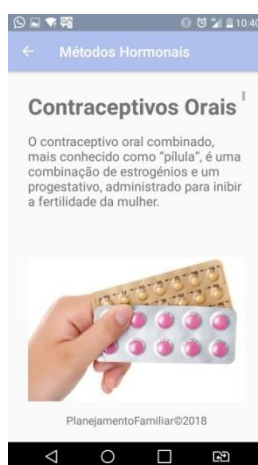 10:40
Métodos Hormonais
Contraceptivos Orais
O contraceptivo oral combinado,
mais conhecido como "pílula", é uma
combinação de estrogénios e um
progestativo, administrado para inibir
a fertilidade da mulher.
PlanejamentoFamiliar©2018